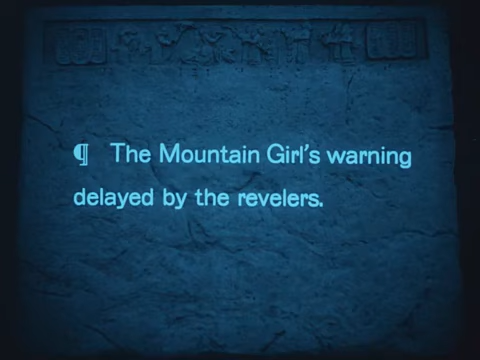 ¶ The Mountain Girl's warning
delayed by the revelers.